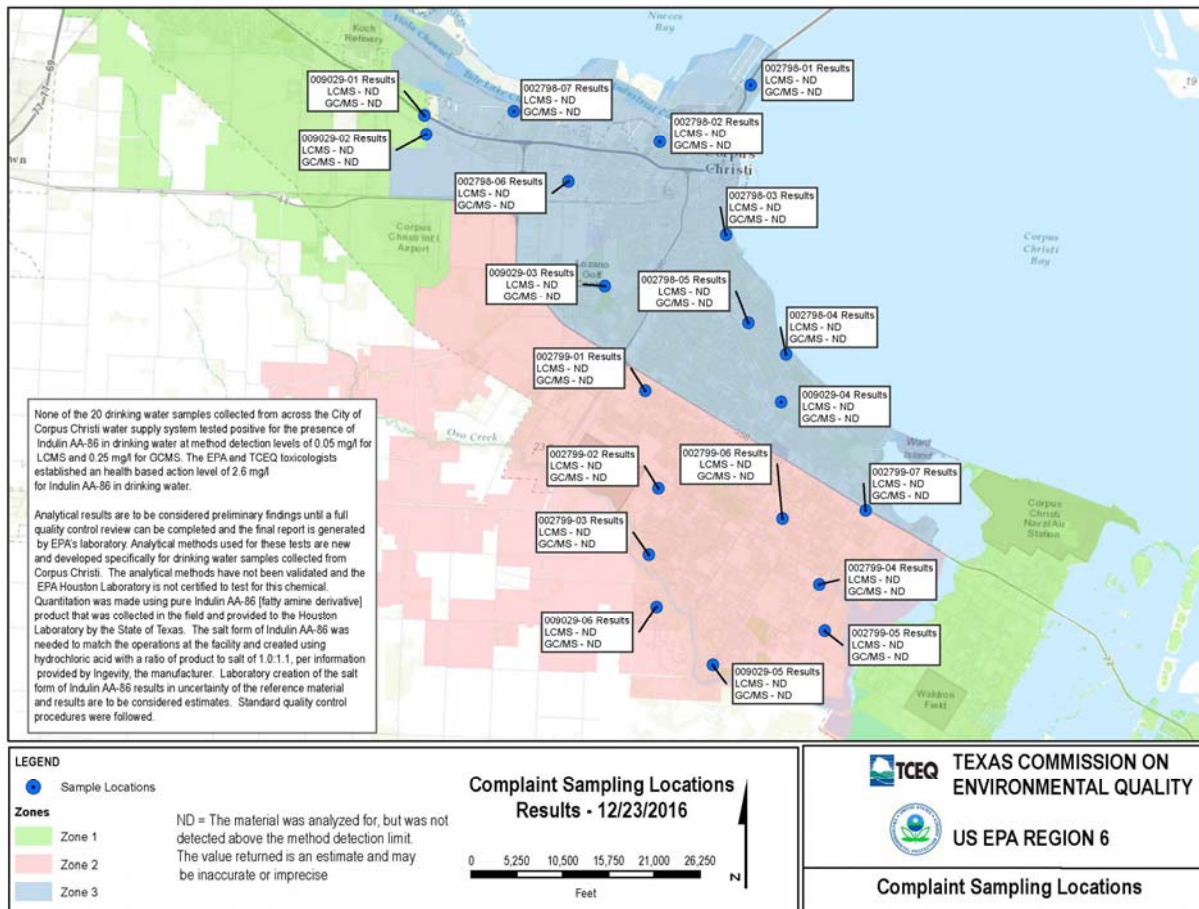 Nueces
Bay
Koch
Refinery
Viola Channel
Tule Lake
Industrial
77-77-69
19
009029-01 Results
LCMS - ND
GC/MS - ND
002798-07 Results
LCMS - ND
GC/MS - ND
002798-01 Results
LCMS - ND
GC/MS - ND
009029-02 Results
LCMS - ND
GC/MS - ND
002798-02 Results
LCMS - ND
GC/MS - ND
Corpus
Christi
002798-06 Results
LCMS - ND
GC/MS - ND
44
002798-03 Results
LCMS - ND
GC/MS - ND
Corpus
Christi Intl
Airport
Corpus
Christi
Bay
Lozano
Golf
009029-03 Results
LCMS - ND
GC/MS - ND
002798-05 Results
LCMS - ND
GC/MS - ND
002798-04 Results
LCMS - ND
GC/MS - ND
002799-01 Results
LCMS - ND
GC/MS - ND
009029-04 Results
LCMS - ND
GC/MS - ND
Oso Creek
23
358
Ward
Island
002799-02 Results
LCMS - ND
GC/MS - ND
002799-06 Results
LCMS - ND
GC/MS - ND
002799-07 Results
LCMS - ND
GC/MS - ND
Corpus
Christi
Naval Air
Station
002799-03 Results
LCMS - ND
GC/MS - ND
002799-04 Results
LCMS - ND
GC/MS - ND
009029-06 Results
LCMS - ND
GC/MS - ND
002799-05 Results
LCMS - ND
GC/MS - ND
009029-05 Results
LCMS - ND
GC/MS - ND
Waldron
Field
None of the 20 drinking water samples collected from across the City of
Corpus Christi water supply system tested positive for the presence of
Indulin AA-86 in drinking water at method detection levels of 0.05 mg/l for
LCMS and 0.25 mg/l for GCMS. The EPA and TCEQ toxicologists
established an health based action level of 2.6 mg/l
for Indulin AA-86 in drinking water.
Analytical results are to be considered preliminary findings until a full
quality control review can be completed and the final report is generated
by EPA's laboratory. Analytical methods used for these tests are new
and developed specifically for drinking water samples collected from
Corpus Christi. The analytical methods have not been validated and the
EPA Houston Laboratory is not certified to test for this chemical.
Quantitation was made using pure Indulin AA-86 [fatty amine derivative]
product that was collected in the field and provided to the Houston
Laboratory by the State of Texas. The salt form of Indulin AA-86 was
needed to match the operations at the facility and created using
hydrochloric acid with a ratio of product to salt of 1.0:1.1, per information
provided by Ingevity, the manufacturer. Laboratory creation of the salt
form of Indulin AA-86 results in uncertainty of the reference material
and results are to be considered estimates. Standard quality control
procedures were followed.
LEGEND
Sample Locations
Zones
Zone 1
Zone 2
Zone 3
ND = The material was analyzed for, but was not
detected above the method detection limit.
The value returned is an estimate and may
be inaccurate or imprecise
Complaint Sampling Locations
Results - 12/23/2016
0 5,250 10,500 15,750 21,000 26,250
Feet
N
TCEQ
TEXAS COMMISSION ON
ENVIRONMENTAL QUALITY
US EPA REGION 6
Complaint Sampling Locations